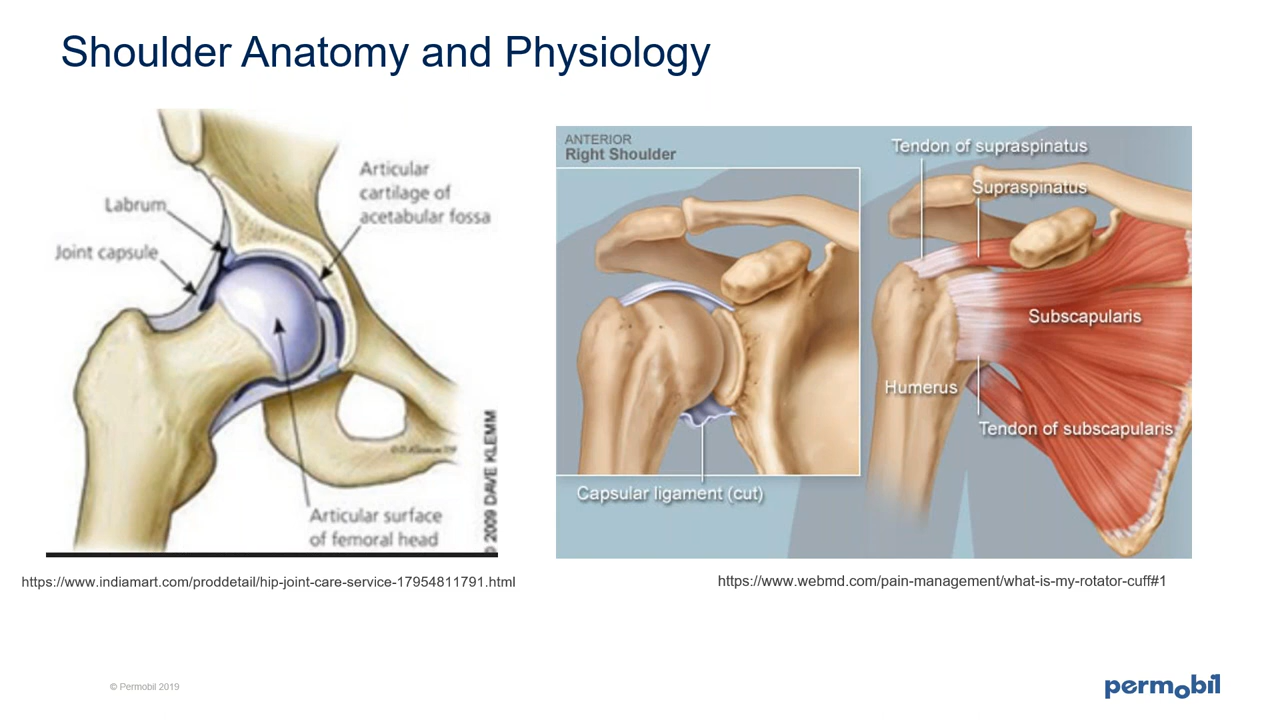 Shoulder Anatomy and Physiology
Articular
cartilage of
acetabular fossa
Labrum
Joint capsule
Articular surface
of femoral head
© 2009 DAVE KLEMM
https://www.indiamart.com/proddetail/hip-joint-care-service-17954811791.html
ANTERIOR
Right Shoulder
Capsular ligament (cut)
Tendon of supraspinatus
Supraspinatus
Subscapularis
Humerus
Tendon of subscapularis
https://www.webmd.com/pain-management/what-is-my-rotator-cuff#1
© Permobil 2019
permobil